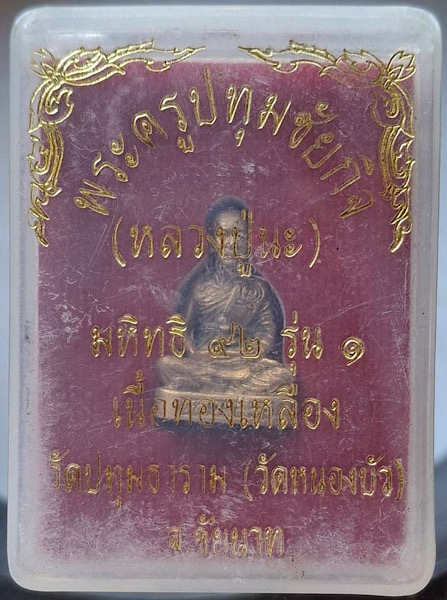 พระครูปทุมชัยกิจ
(หลวงปู่นะ)
มหิทธิ ๙๒ รุ่น ๑
เนื้อทองเหลือง
วัดปทุมธาราม (วัดหนองบัว)
จ.ชัยนาท